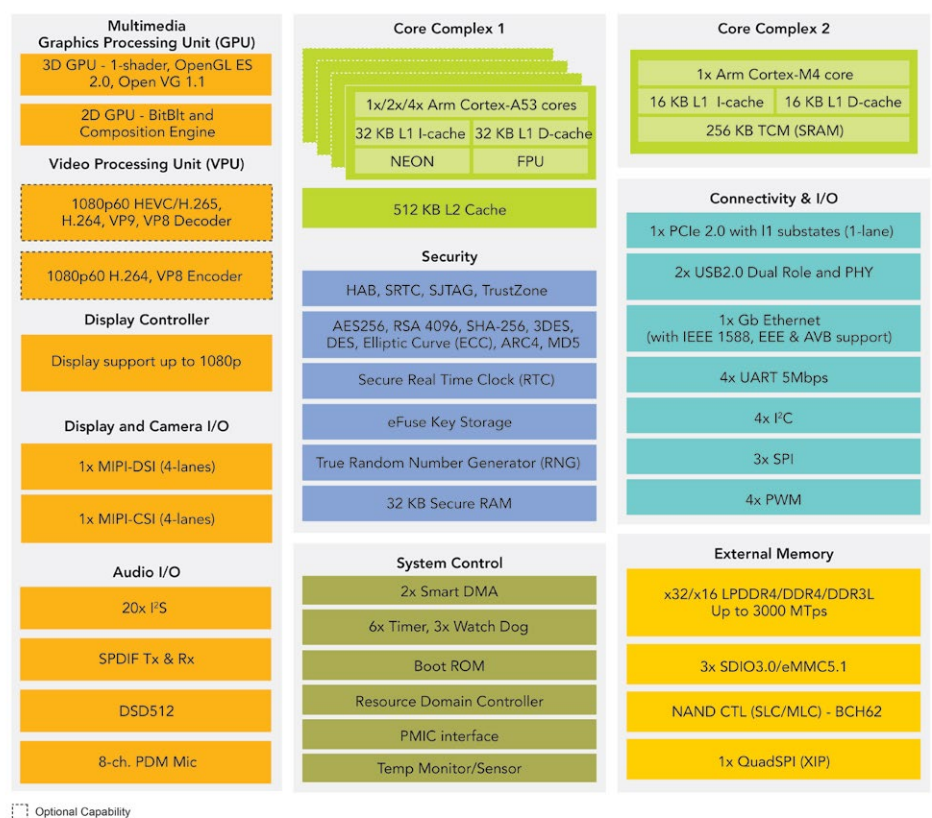 Multimedia
Graphics Processing Unit (GPU)
3D GPU - 1-shader, OpenGL ES
2.0, Open VG 1.1
2D GPU - BitBlt and
Composition Engine
Video Processing Unit (VPU)
1080p60 HEVC/H.265,
H.264, VP9, VP8 Decoder
1080p60 H.264, VP8 Encoder
Display Controller
Display support up to 1080p
Display and Camera I/O
1x MIPI-DSI (4-lanes)
1x MIPI-CSI (4-lanes)
Audio I/O
20x I²S
SPDIF Tx & Rx
DSD512
8-ch. PDM Mic
Core Complex 1
1x/2x/4x Arm Cortex-A53 cores
32 KB L1 I-cache
32 KB L1 D-cache
NEON
FPU
512 KB L2 Cache
Security
HAB, SRTC, SJTAG, TrustZone
AES256, RSA 4096, SHA-256, 3DES,
DES, Elliptic Curve (ECC), ARC4, MD5
Secure Real Time Clock (RTC)
eFuse Key Storage
True Random Number Generator (RNG)
32 KB Secure RAM
System Control
2x Smart DMA
6x Timer, 3x Watch Dog
Boot ROM
Resource Domain Controller
PMIC interface
Temp Monitor/Sensor
Core Complex 2
1x Arm Cortex-M4 core
16 KB L1 I-cache
16 KB L1 D-cache
256 KB TCM (SRAM)
Connectivity & I/O
1x PCIe 2.0 with l1 substates (1-lane)
2x USB2.0 Dual Role and PHY
1x Gb Ethernet
(with IEEE 1588, EEE & AVB support)
4x UART 5Mbps
4x I²C
3x SPI
4x PWM
External Memory
x32/x16 LPDDR4/DDR4/DDR3L
Up to 3000 MTps
3x SDIO3.0/eMMC5.1
NAND CTL (SLC/MLC) - BCH62
1x QuadSPI (XIP)
Optional Capability